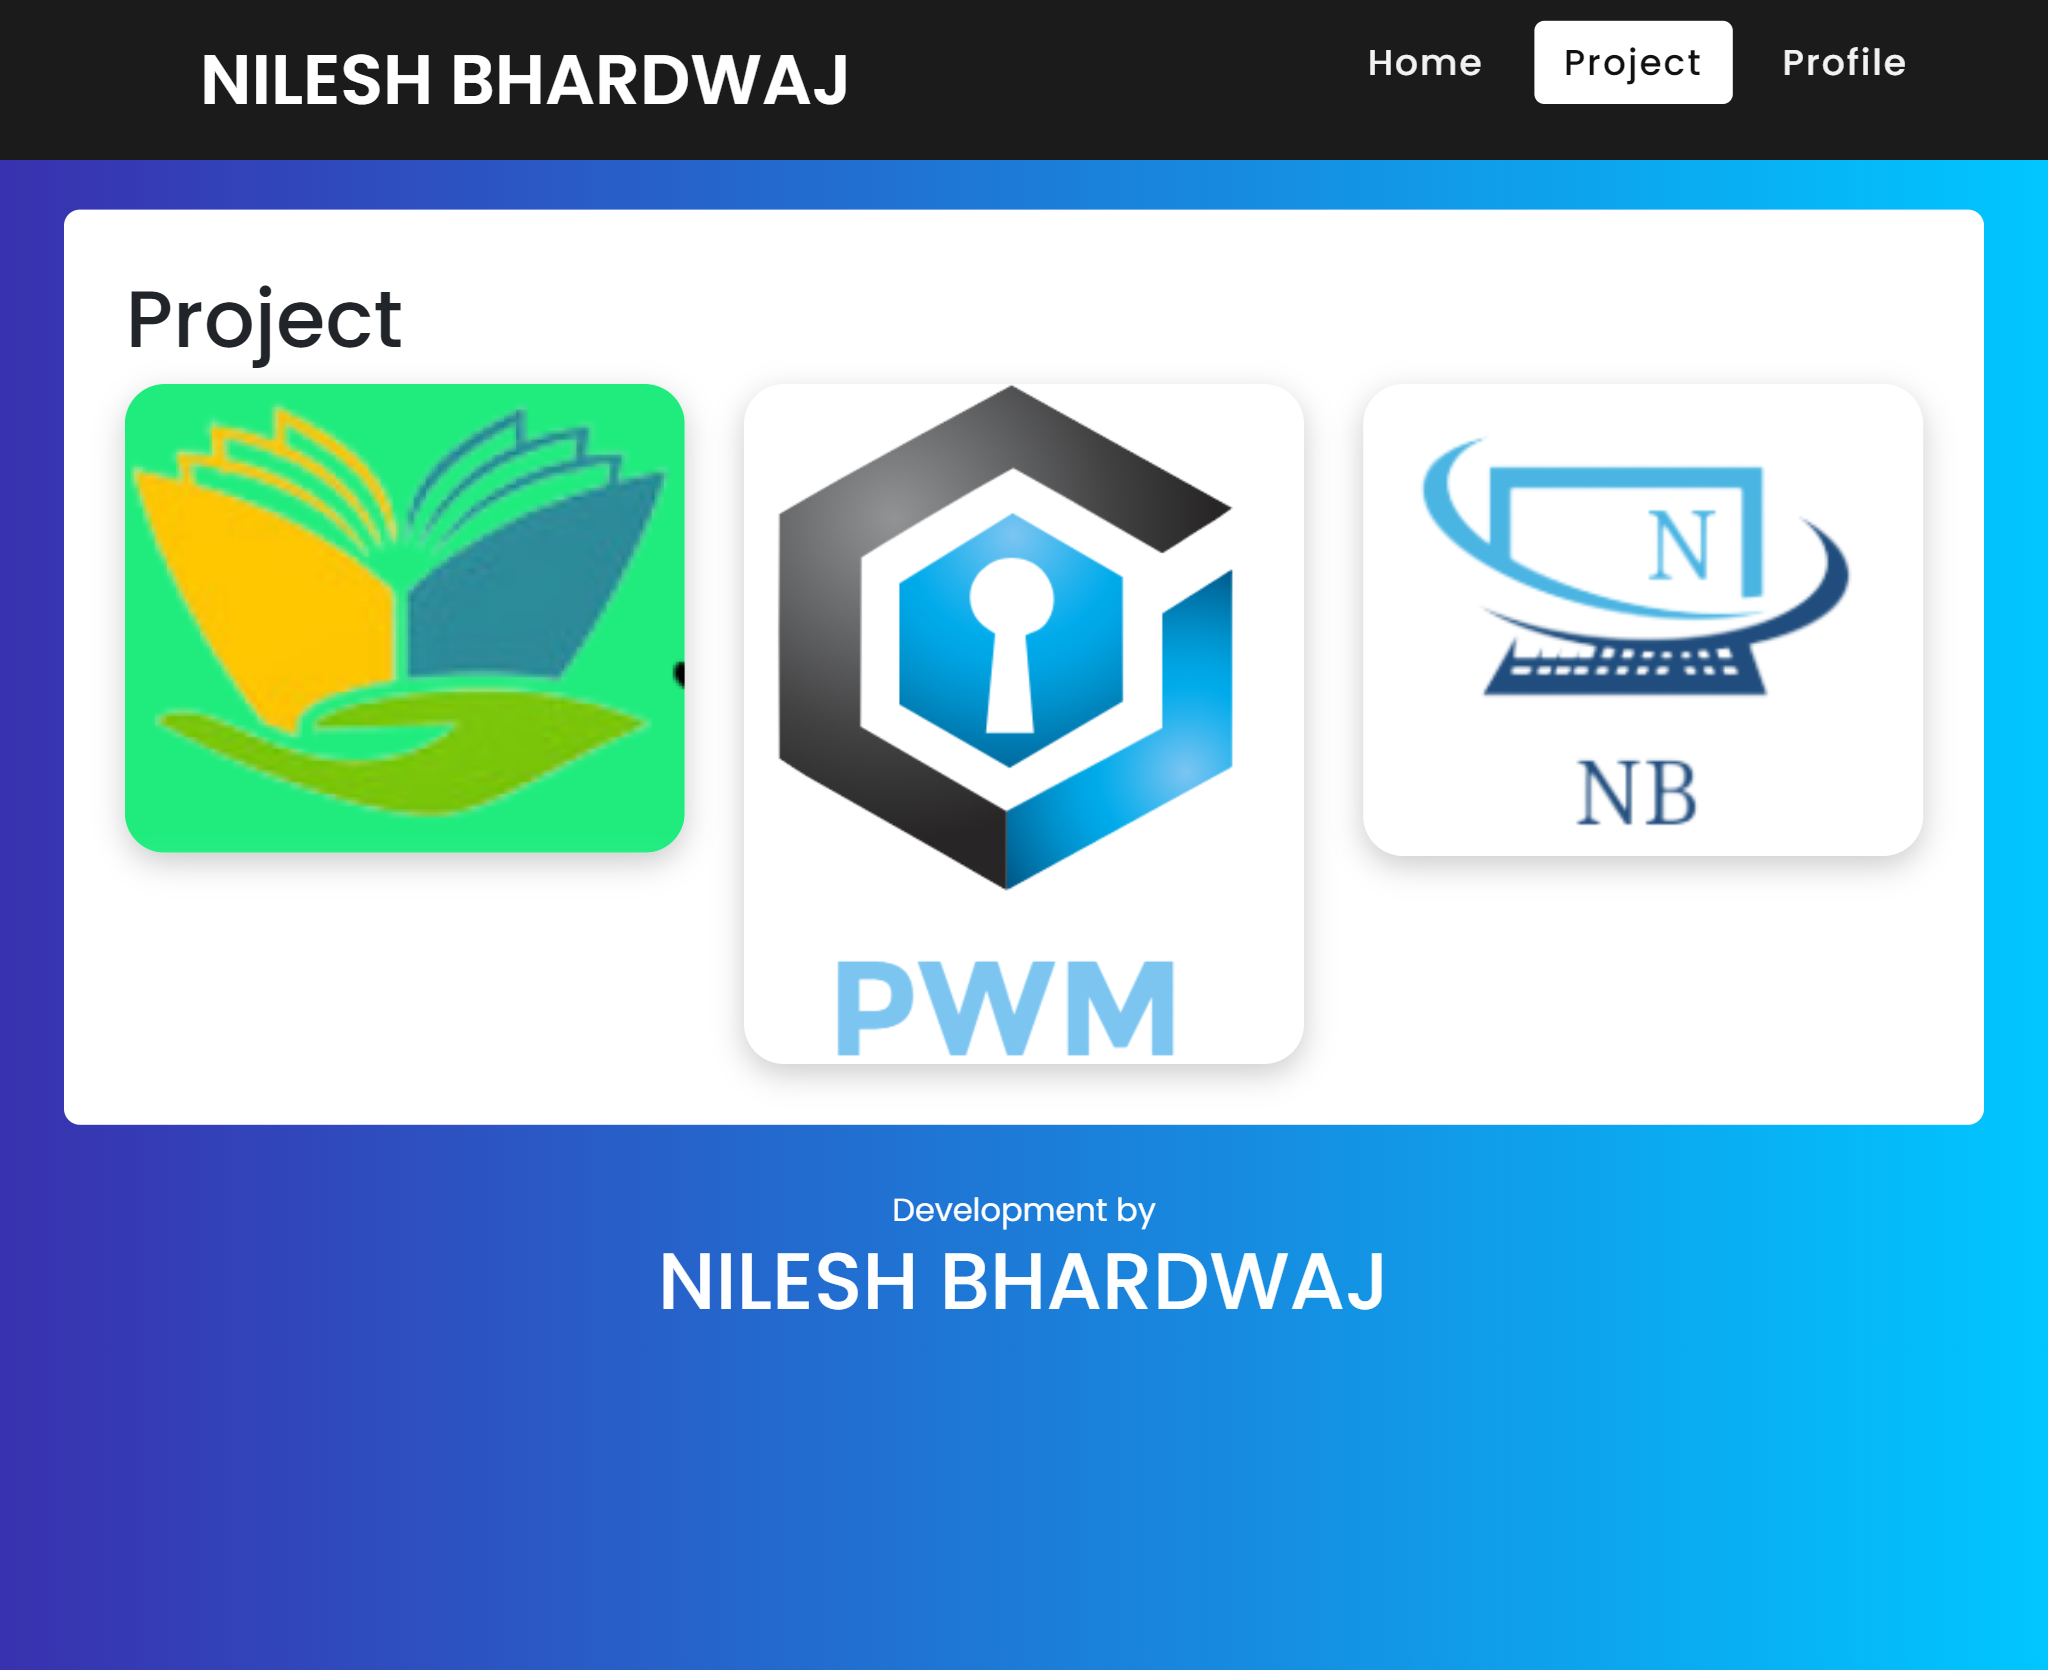 NILESH BHARDWAJ
Home Project Profile
Project
N
NB
PWM
Development by
NILESH BHARDWAJ